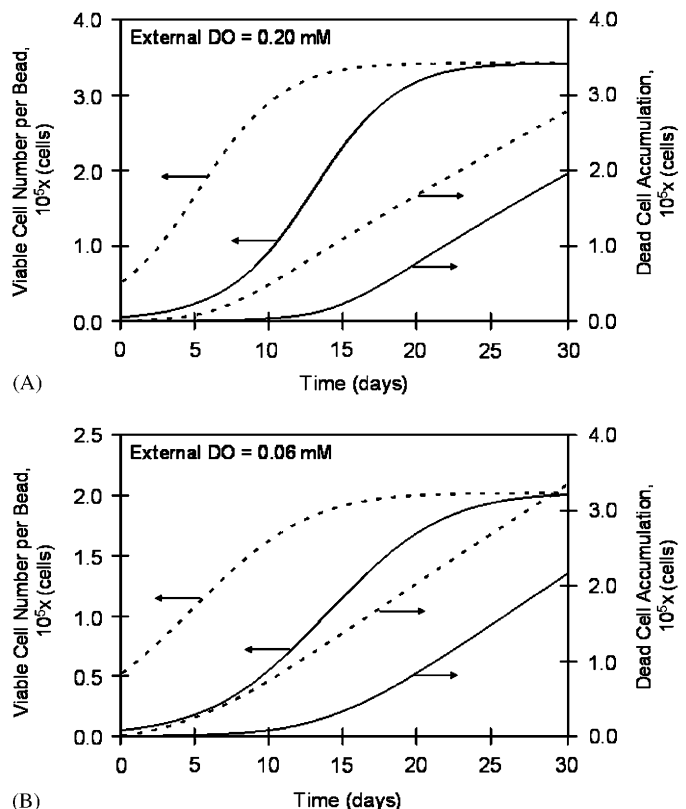 External DO = 0.20 mM
4.0
3.0
2.0
1.0
0.0
Viable Cell Number per Bead,
10⁵x (cells)
4.0
3.0
2.0
1.0
0.0
Dead Cell Accumulation,
10⁵x (cells)
0 5 10 15 20 25 30
Time (days)
(A)
External DO = 0.06 mM
2.5
2.0
1.5
1.0
0.5
0.0
Viable Cell Number per Bead,
10⁵x (cells)
4.0
3.0
2.0
1.0
0.0
Dead Cell Accumulation,
10⁵x (cells)
0 5 10 15 20 25 30
Time (days)
(B)